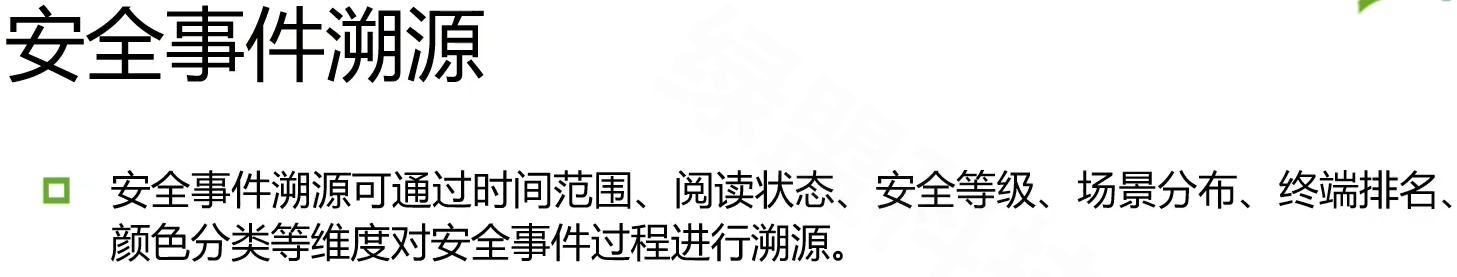 安全事件溯源
安全事件溯源可通过时间范围、阅读状态、安全等级、场景分布、终端排名、
颜色分类等维度对安全事件过程进行溯源。